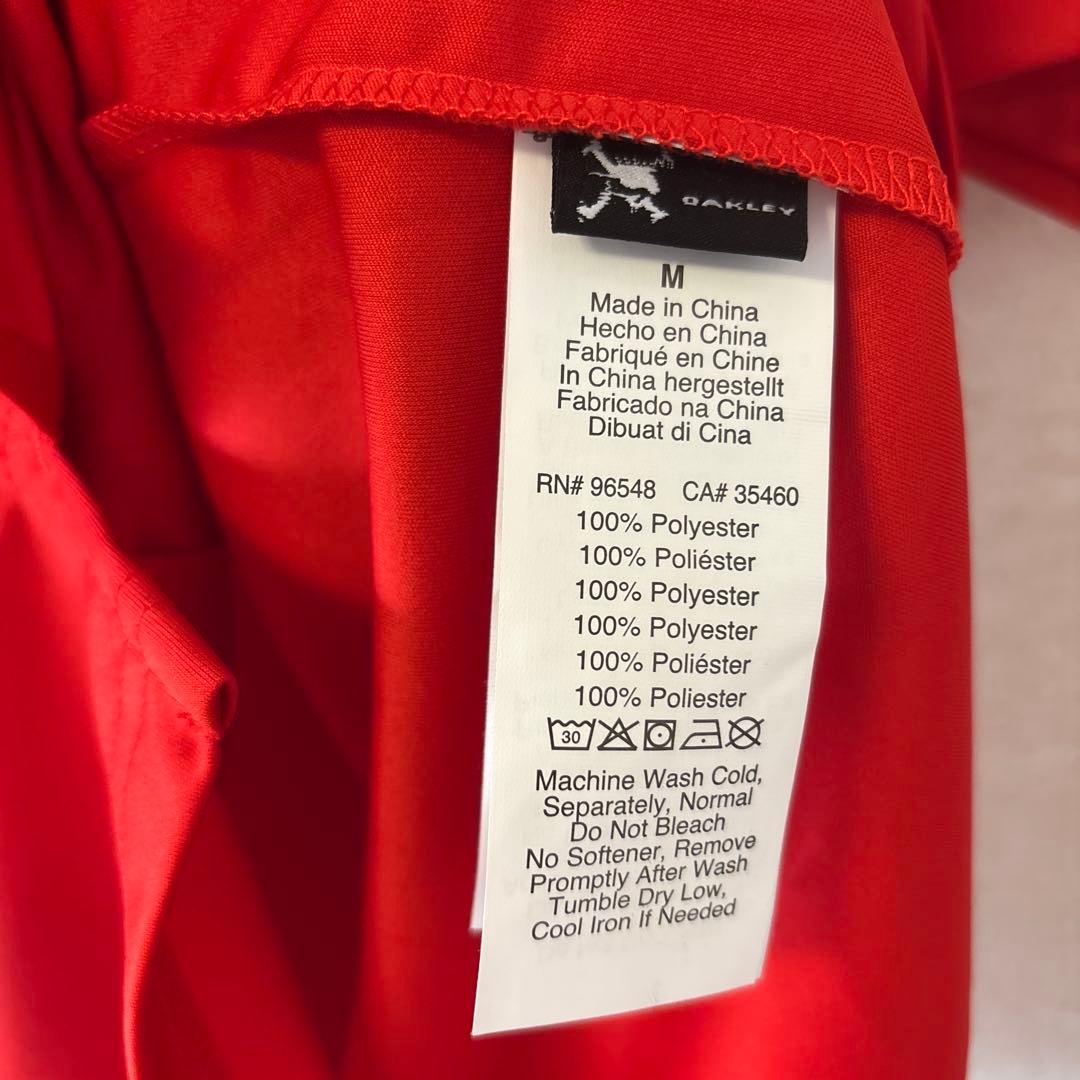 OAKLEY
M
Made in China
Hecho en China
Fabriqué en Chine
In China hergestellt
Fabricado na China
Dibuat di Cina
RN# 96548 CA# 35460
100% Polyester
100% Poliéster
100% Polyester
100% Polyester
100% Poliéster
100% Poliester
30
Machine Wash Cold,
Separately, Normal
Do Not Bleach
No Softener, Remove
Promptly After Wash
Tumble Dry Low,
Cool Iron If Needed